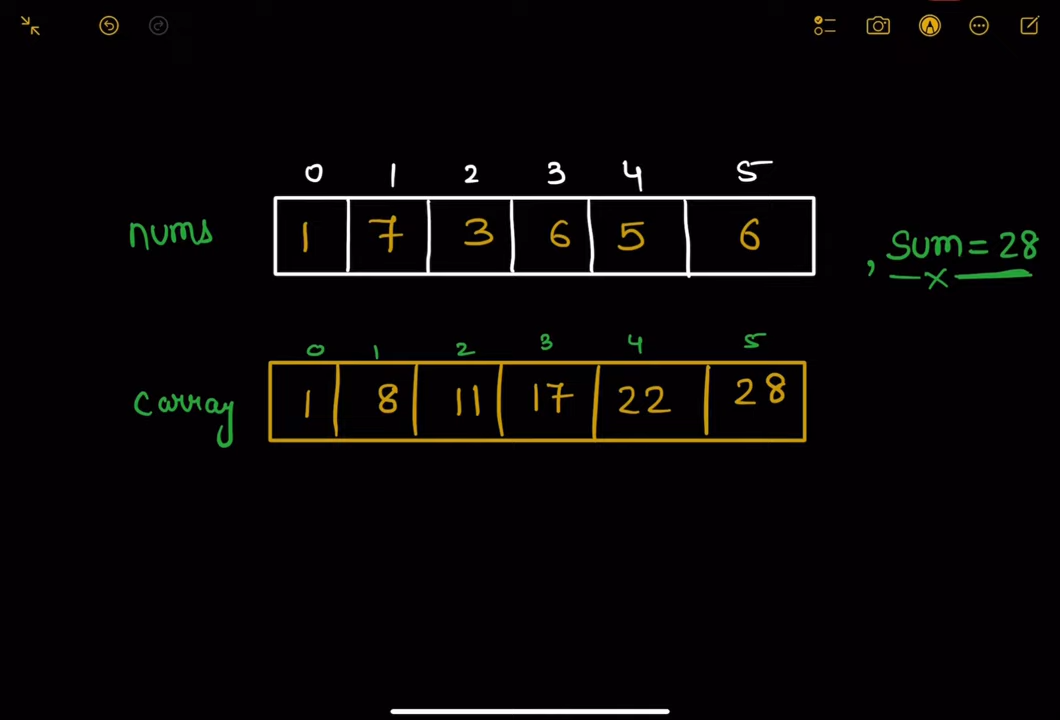 0 1 2 3 4 5
nums 1 7 3 6 5 6 , Sum = 28
x
0 1 2 3 4 5
carray 1 8 11 17 22 28